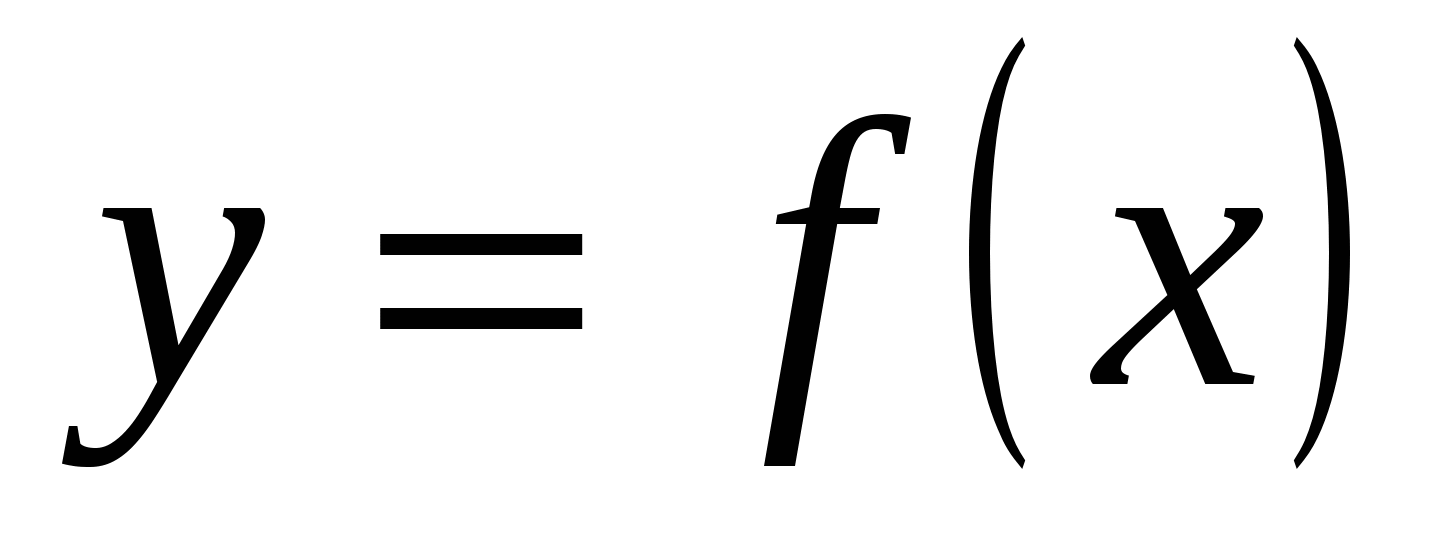 y = f(x)